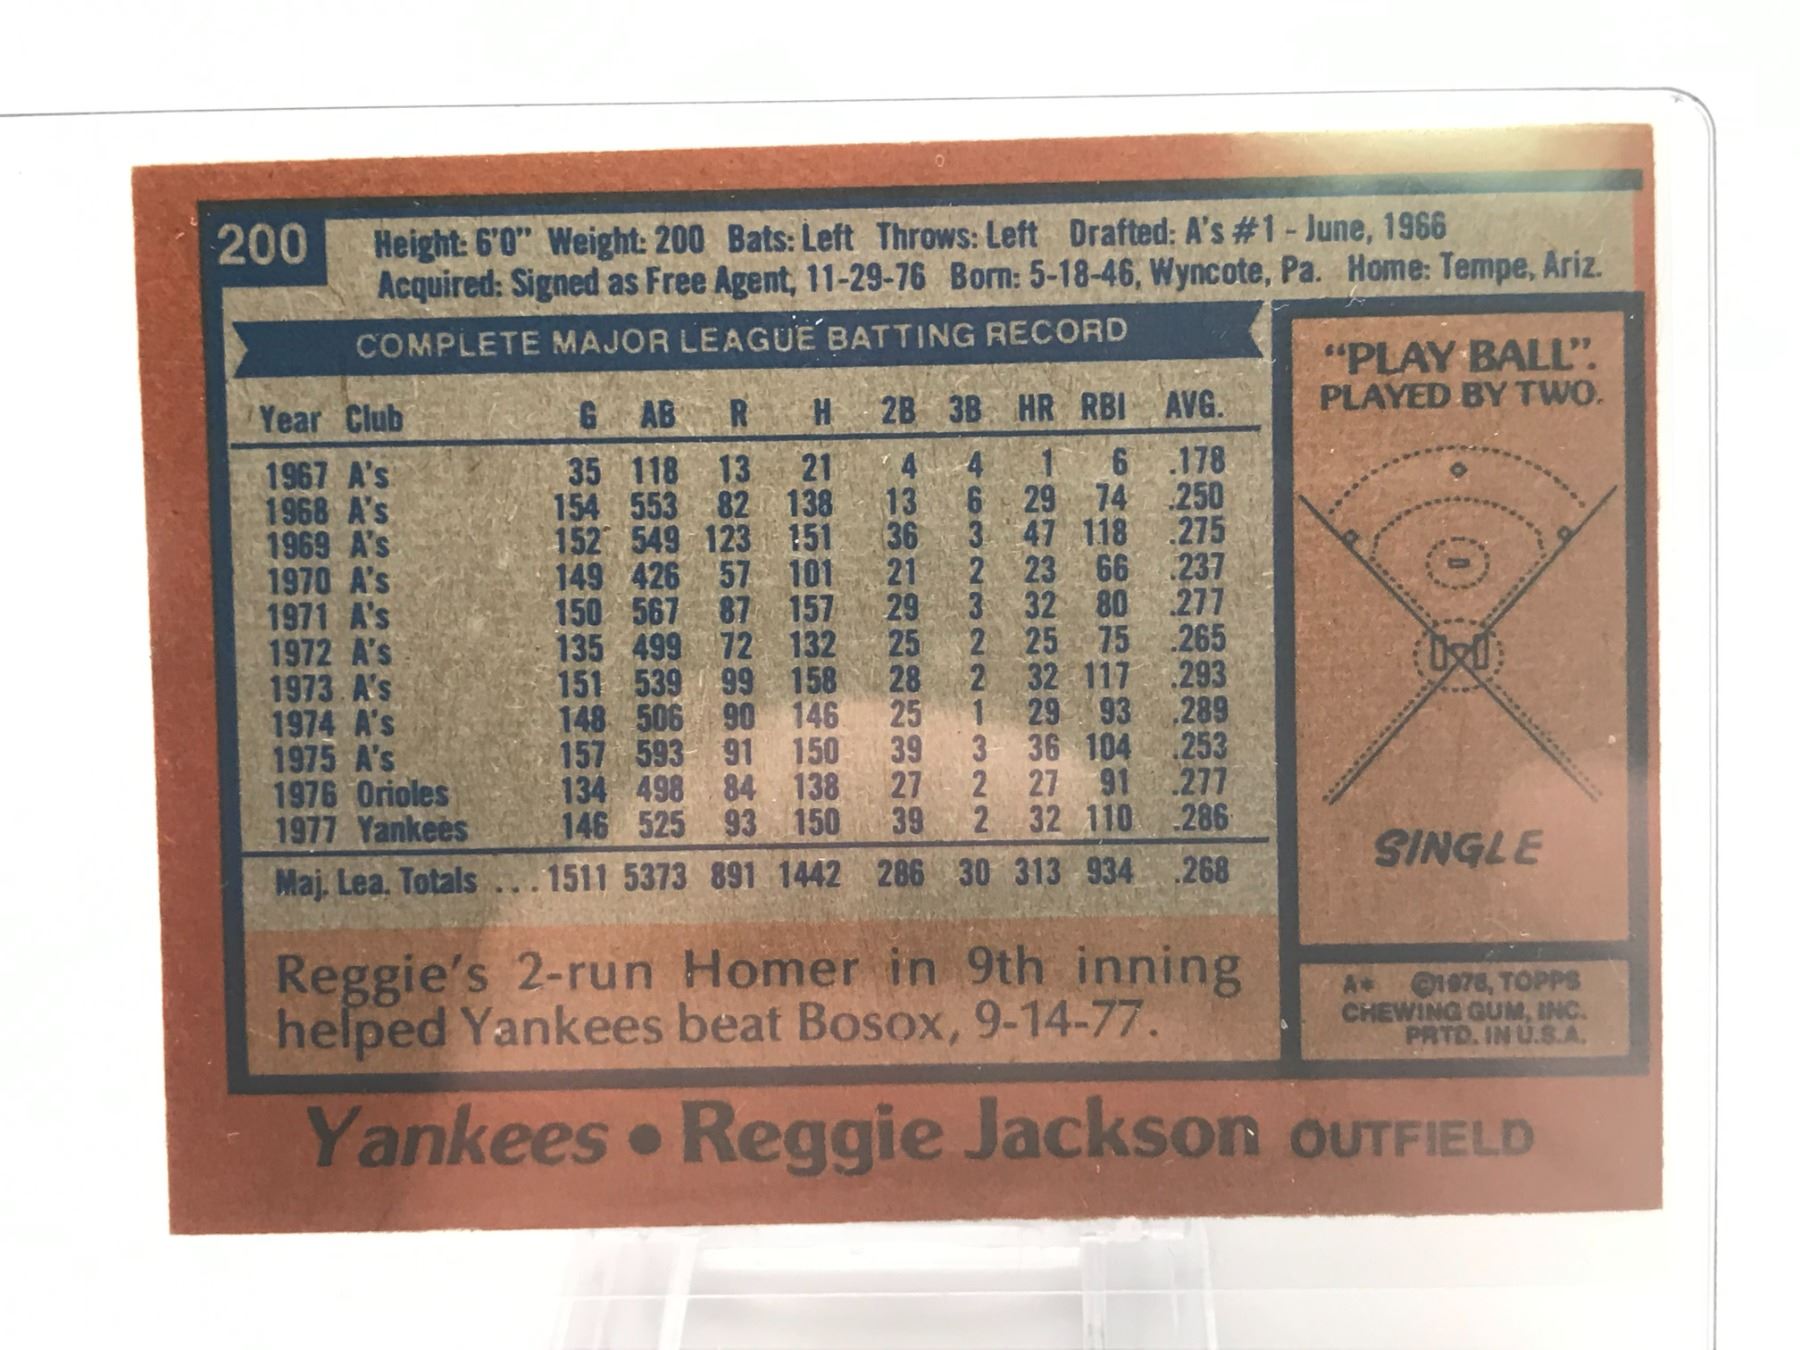 200
Height: 6'0" Weight: 200 Bats: Left Throws: Left Drafted: A's #1 - June, 1966
Acquired: Signed as Free Agent, 11-29-76 Born: 5-18-46, Wyncote, Pa. Home: Tempe, Ariz.
COMPLETE MAJOR LEAGUE BATTING RECORD
Year Club G AB R H 2B 3B HR RBI AVG.
1967 A's 35 118 13 21 4 4 1 6 .178
1968 A's 154 553 82 138 13 6 29 74 .250
1969 A's 152 549 123 151 36 3 47 118 .275
1970 A's 149 426 57 101 21 2 23 66 .237
1971 A's 150 567 87 157 29 3 32 80 .277
1972 A's 135 499 72 132 25 2 25 75 .265
1973 A's 151 539 99 158 28 2 32 117 .293
1974 A's 148 506 90 146 25 1 29 93 .289
1975 A's 157 593 91 150 39 3 36 104 .253
1976 Orioles 134 498 84 138 27 2 27 91 .277
1977 Yankees 146 525 93 150 39 2 32 110 .286
Maj. Lea. Totals ... 1511 5373 891 1442 286 30 313 934 .268
Reggie's 2-run Homer in 9th inning
helped Yankees beat Bosox, 9-14-77.
"PLAY BALL".
PLAYED BY TWO.
SINGLE
A* ©1978, TOPPS
CHEWING GUM, INC.
PRTD. IN U.S.A.
Yankees • Reggie Jackson OUTFIELD